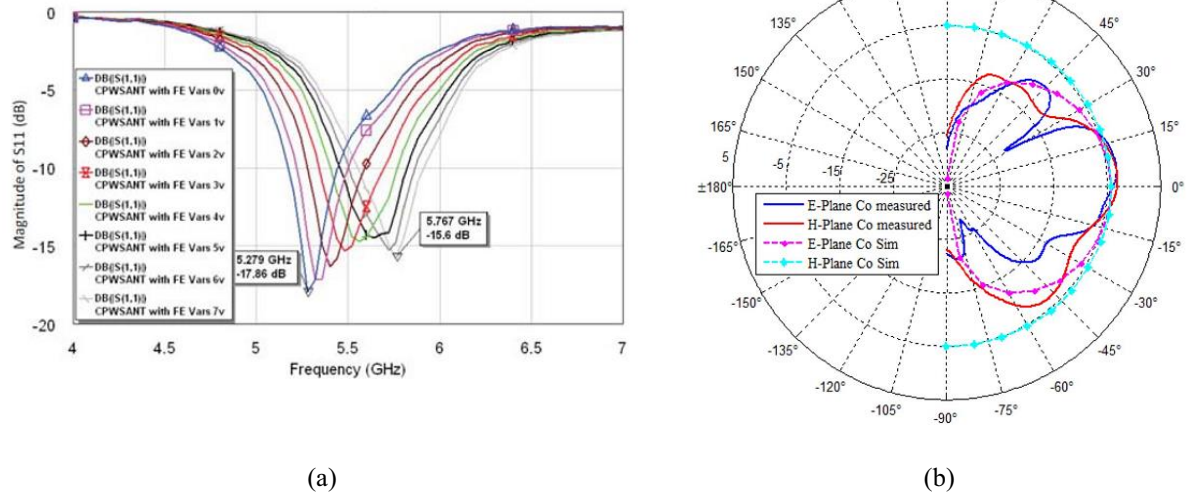 0
-5
-10
-15
-20
Magnitude of S11 (dB)
DB(|S(1,1)|)
CPWSANT with FE Vars 0v
DB(|S(1,1)|)
CPWSANT with FE Vars 1v
DB(|S(1,1)|)
CPWSANT with FE Vars 2v
DB(|S(1,1)|)
CPWSANT with FE Vars 3v
DB(|S(1,1)|)
CPWSANT with FE Vars 4v
DB(|S(1,1)|)
CPWSANT with FE Vars 5v
DB(|S(1,1)|)
CPWSANT with FE Vars 6v
DB(|S(1,1)|)
CPWSANT with FE Vars 7v
5.767 GHz
-15.6 dB
5.279 GHz
-17.86 dB
4 4.5 5 5.5 6 6.5 7
Frequency (GHz)
(a)
135°
45°
150°
30°
165°
15°
5 -5 -15 -25
±180°
0°
E-Plane Co measured
H-Plane Co measured
E-Plane Co Sim
H-Plane Co Sim
-165°
-15°
-150°
-30°
-135°
-45°
-120°
-60°
-105°
-75°
-90°
(b)